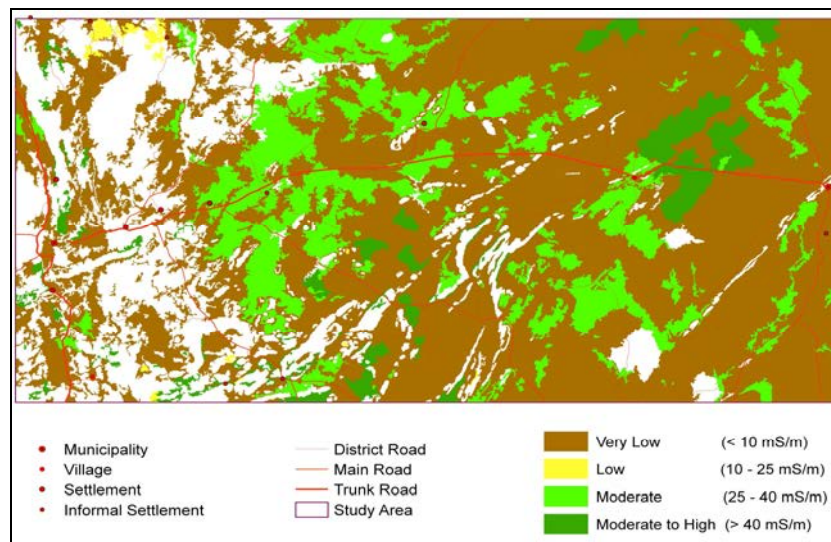 Municipality
Village
Settlement
Informal Settlement
District Road
Main Road
Trunk Road
Study Area
Very Low (< 10 mS/m)
Low (10 - 25 mS/m)
Moderate (25 - 40 mS/m)
Moderate to High (> 40 mS/m)